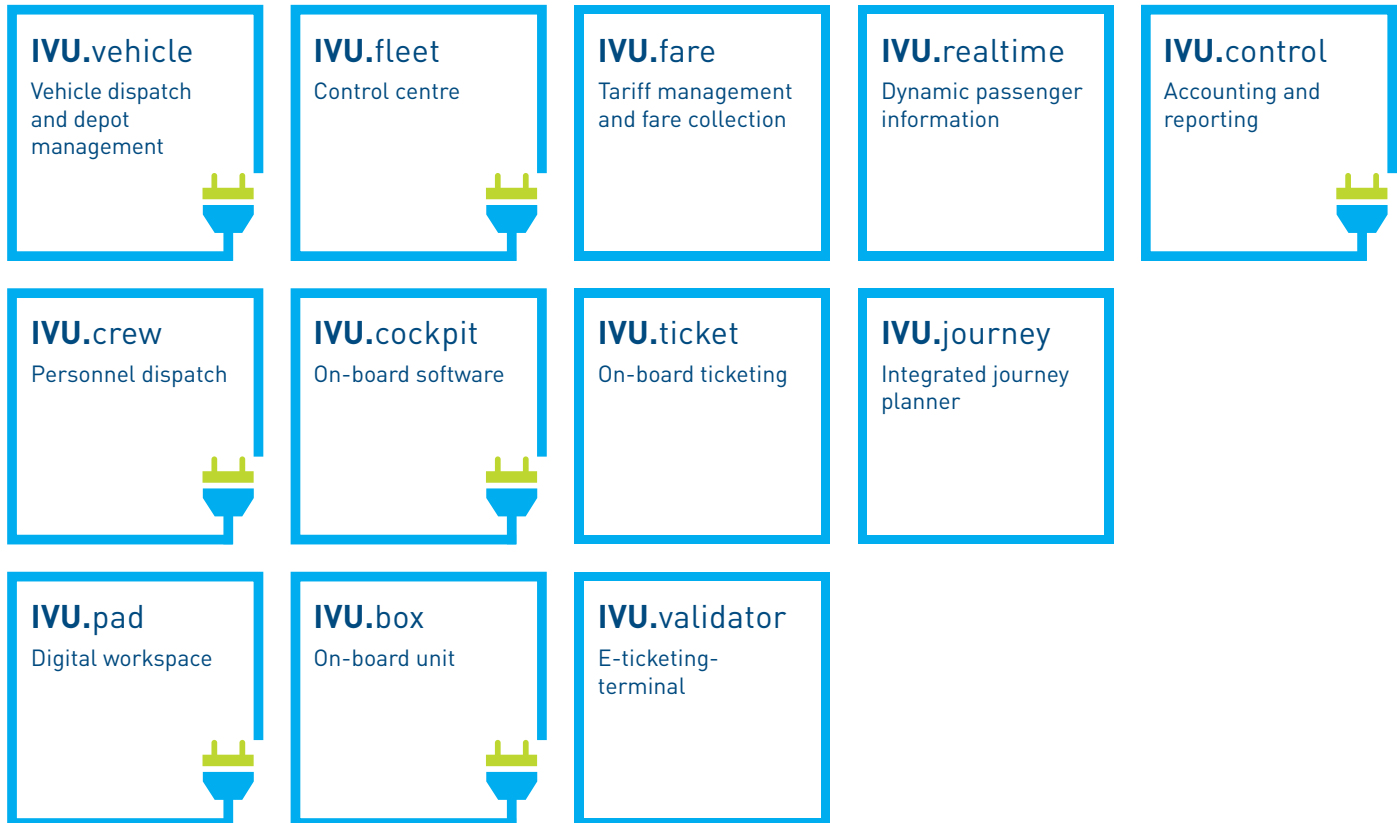 IVU.vehicle
Vehicle dispatch
and depot
management
IVU.fleet
Control centre
IVU.fare
Tariff management
and fare collection
IVU.realtime
Dynamic passenger
information
IVU.control
Accounting and
reporting
IVU.crew
Personnel dispatch
IVU.cockpit
On-board software
IVU.ticket
On-board ticketing
IVU.journey
Integrated journey
planner
IVU.pad
Digital workspace
IVU.box
On-board unit
IVU.validator
E-ticketing-
terminal